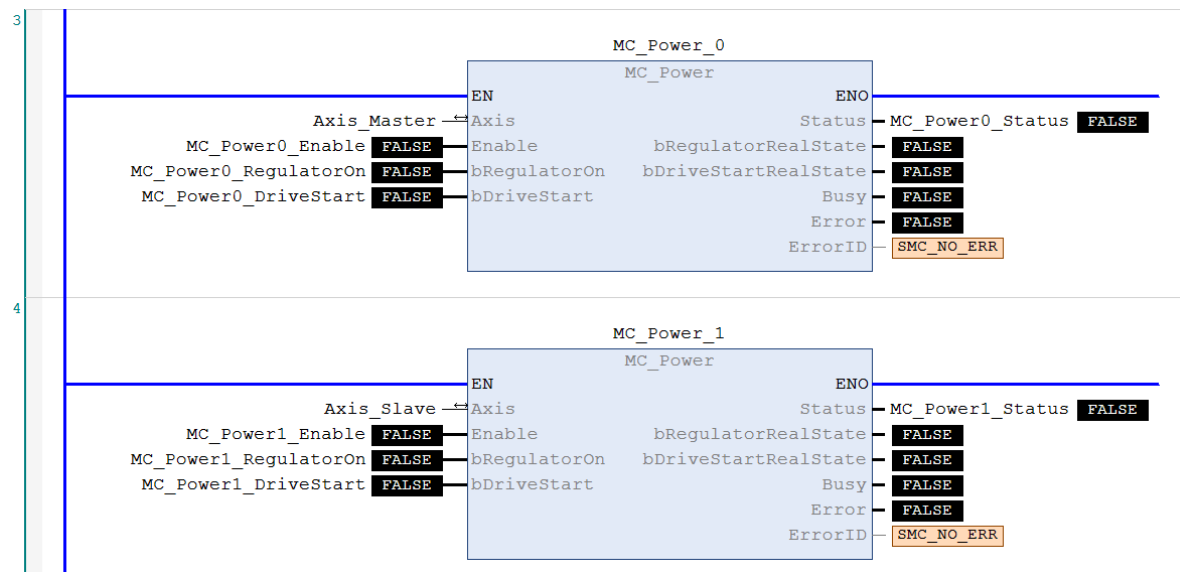 3
MC_Power_0
MC_Power
EN ENO
Axis_Master Axis Status MC_Power0_Status FALSE
MC_Power0_Enable FALSE Enable bRegulatorRealState FALSE
MC_Power0_RegulatorOn FALSE bRegulatorOn bDriveStartRealState FALSE
MC_Power0_DriveStart FALSE bDriveStart Busy FALSE
Error FALSE
ErrorID SMC_NO_ERR
4
MC_Power_1
MC_Power
EN ENO
Axis_Slave Axis Status MC_Power1_Status FALSE
MC_Power1_Enable FALSE Enable bRegulatorRealState FALSE
MC_Power1_RegulatorOn FALSE bRegulatorOn bDriveStartRealState FALSE
MC_Power1_DriveStart FALSE bDriveStart Busy FALSE
Error FALSE
ErrorID SMC_NO_ERR